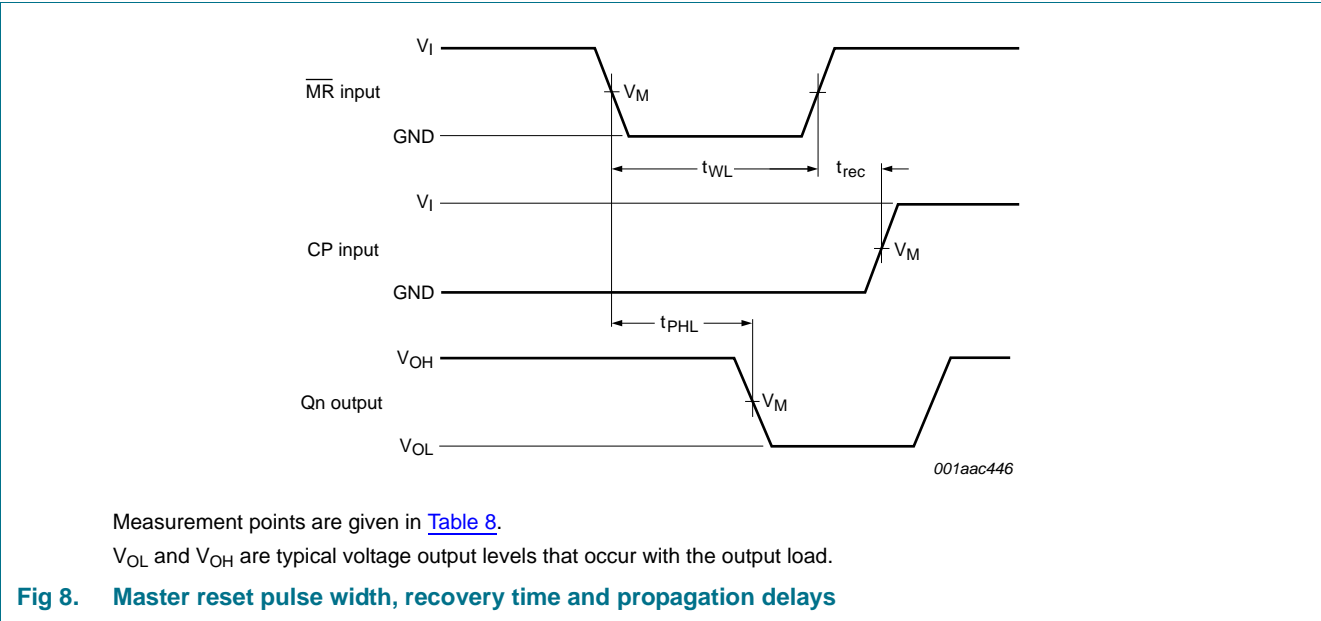 VI
MR input
VM
GND
tWL
trec
VI
CP input
VM
GND
tPHL
VOH
Qn output
VM
VOL
001aac446
Measurement points are given in Table 8.
VOL and VOH are typical voltage output levels that occur with the output load.
Fig 8. Master reset pulse width, recovery time and propagation delays